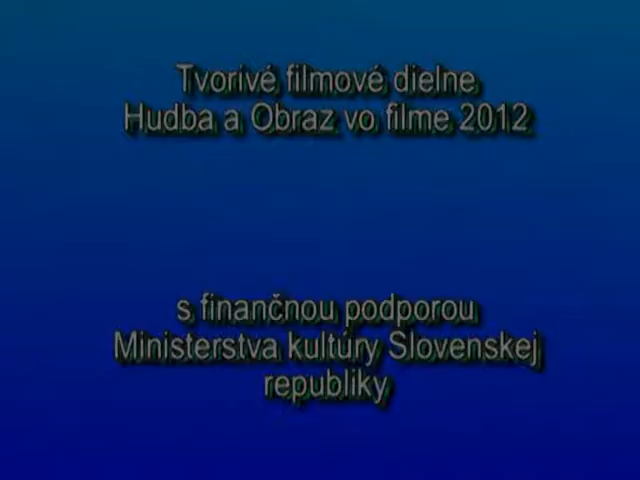 Tvorivé filmové dielne
Hudba a Obraz vo filme 2012
s finančnou podporou
Ministerstva kultúry Slovenskej
republiky